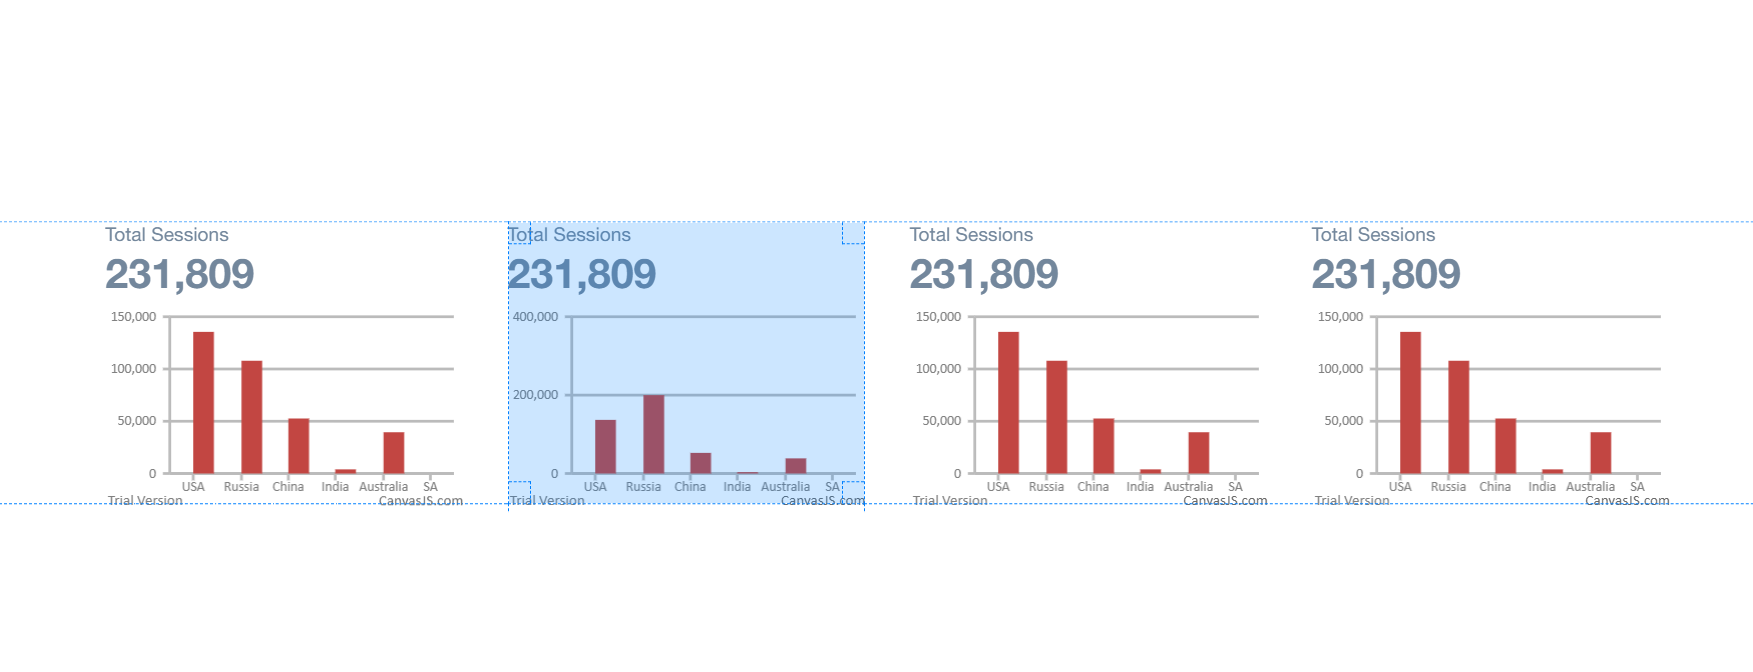 Total Sessions
231,809
150,000
100,000
50,000
0
USA Russia China India Australia SA
Trial Version CanvasJS.com
Total Sessions
231,809
400,000
200,000
0
USA Russia China India Australia SA
Trial Version CanvasJS.com
Total Sessions
231,809
150,000
100,000
50,000
0
USA Russia China India Australia SA
Trial Version CanvasJS.com
Total Sessions
231,809
150,000
100,000
50,000
0
USA Russia China India Australia SA
Trial Version CanvasJS.com